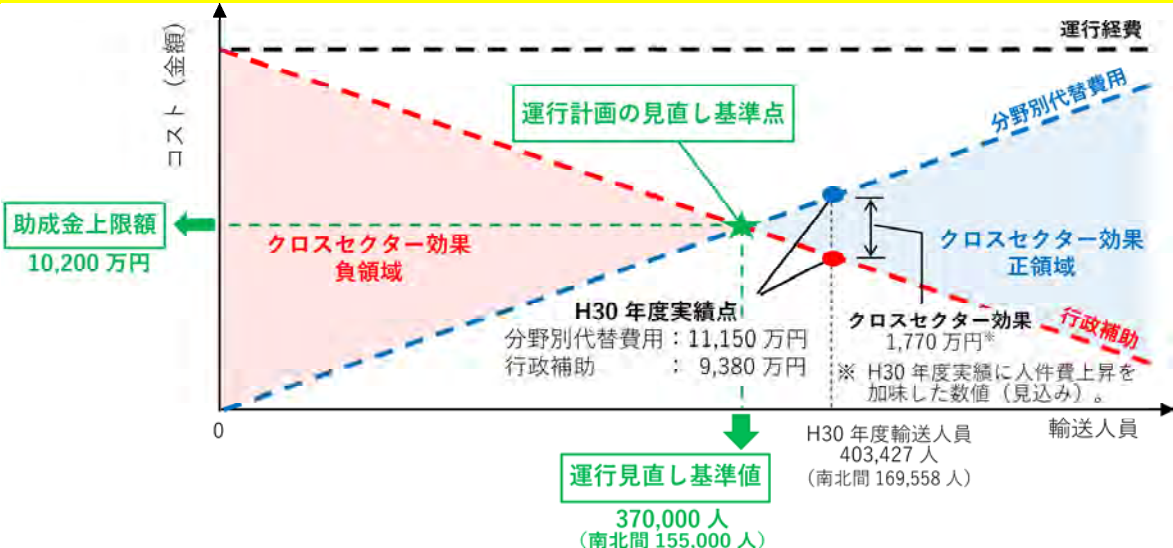 運行経費
コスト（金額）
分野別代替費用
運行計画の見直し基準点
助成金上限額
10,200 万円
クロスセクター効果
負領域
クロスセクター効果
正領域
H30 年度実績点
分野別代替費用：11,150 万円
行政補助　　　： 9,380 万円
クロスセクター効果
1,770 万円※
行政補助
※ H30 年度実績に人件費上昇を
加味した数値（見込み）。
0
H30 年度輸送人員
403,427 人
（南北間 169,558 人）
輸送人員
運行見直し基準値
370,000 人
（南北間 155,000 人）